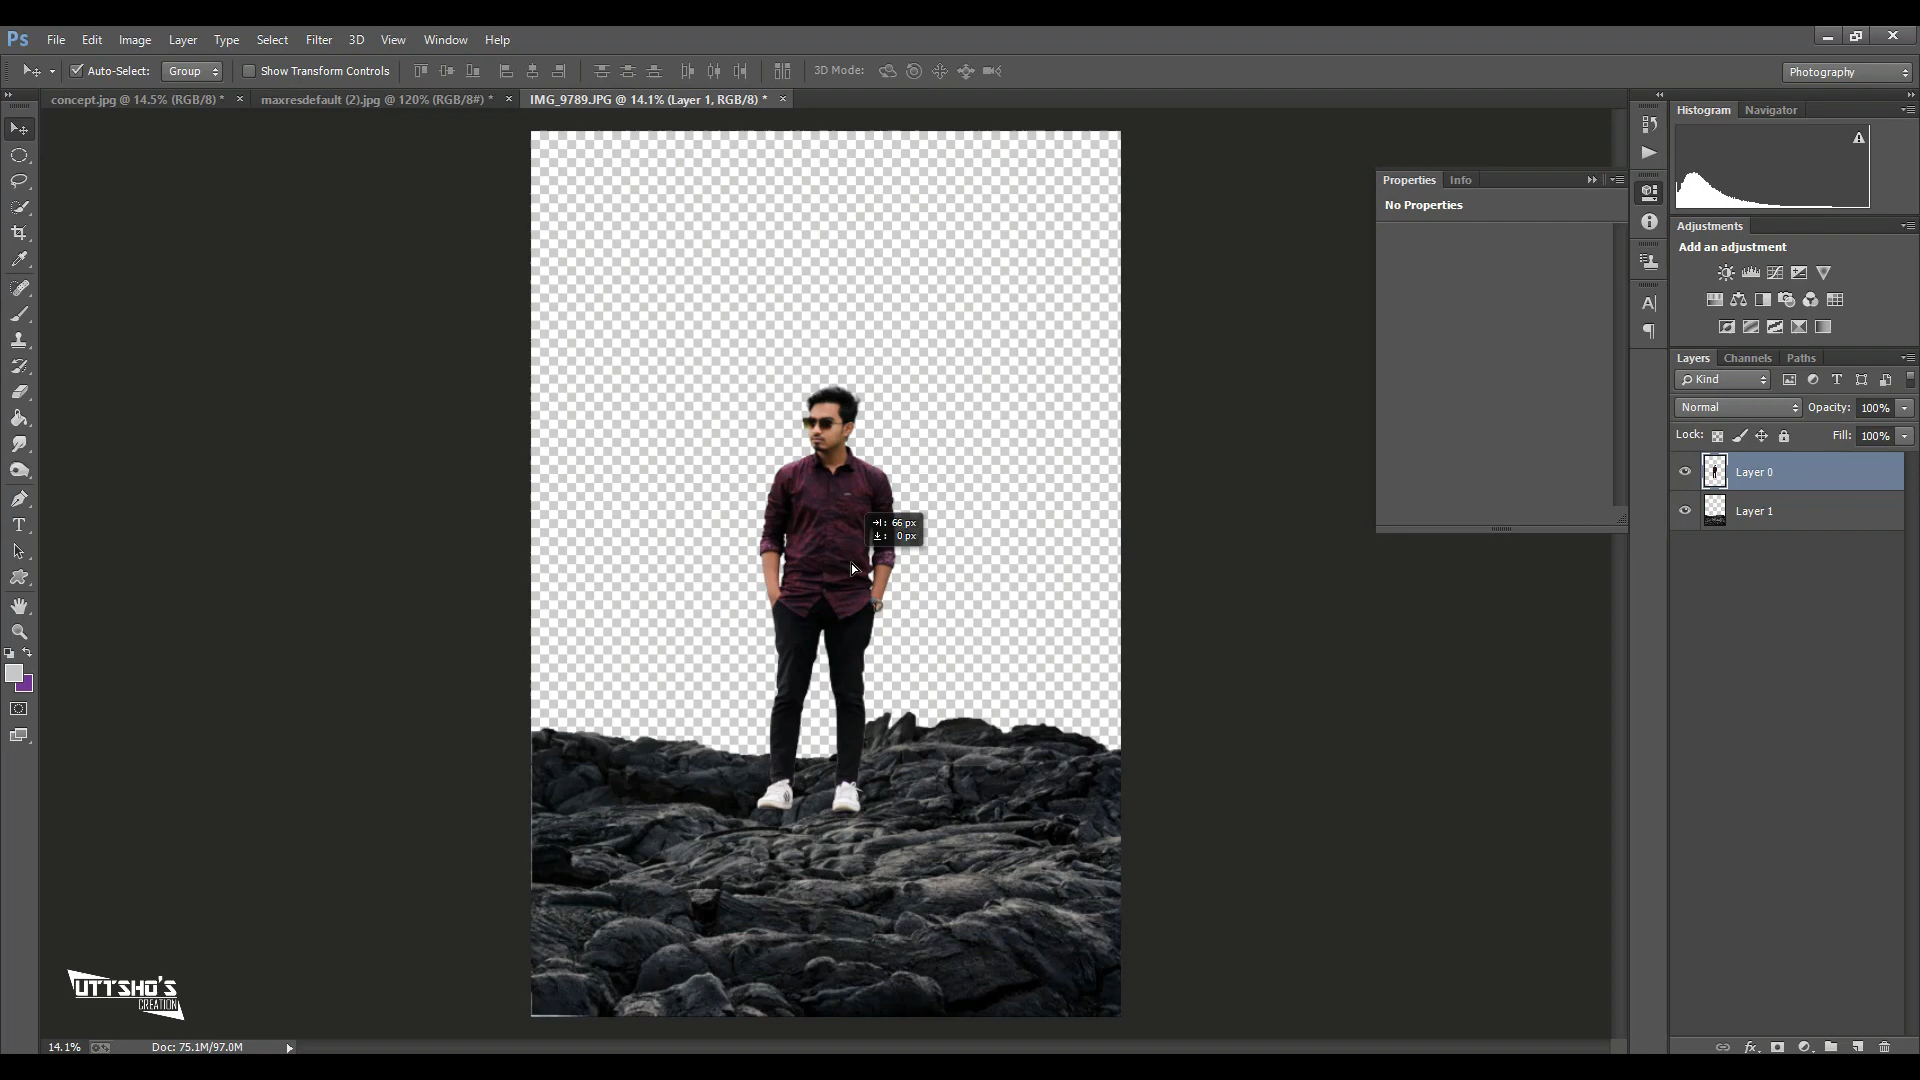 Ps File Edit Image Layer Type Select Filter 3D View Window Help
Auto-Select: Group Show Transform Controls 3D Mode: Photography
concept.jpg @ 14.5% (RGB/8) * × maxresdefault (2).jpg @ 120% (RGB/8#) * × IMG_9789.JPG @ 14.1% (Layer 1, RGB/8) * ×
Histogram Navigator
Properties Info
No Properties
Adjustments
Add an adjustment
Layers Channels Paths
Kind T
Normal Opacity: 100%
Lock: Fill: 100%
Layer 0
Layer 1
66 px
0 px
UTTSHO'S
CREATION
14.1% Doc: 75.1M/97.0M